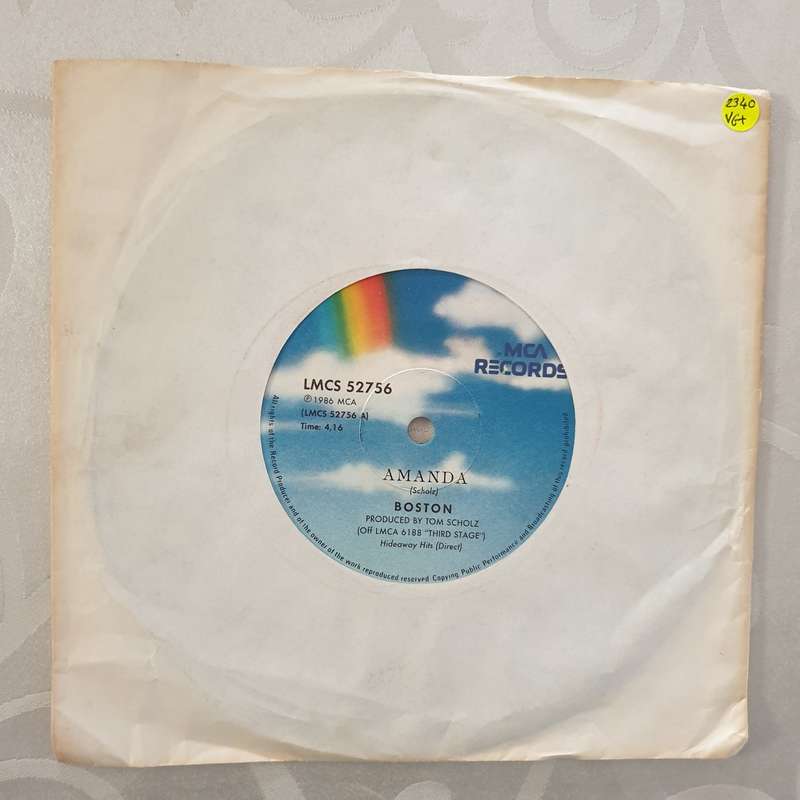 2340
VG+
MCA
RECORDS
LMCS 52756
℗ 1986 MCA
(LMCS 52756 A)
Time: 4,16
AMANDA
(Scholz)
BOSTON
PRODUCED BY TOM SCHOLZ
(Off LMCA 6188 "THIRD STAGE")
Hideaway Hits (Direct)
All rights of the Record Producer and of the owner of the work reproduced reserved Copying Public Performance and Broadcasting of this record prohibited